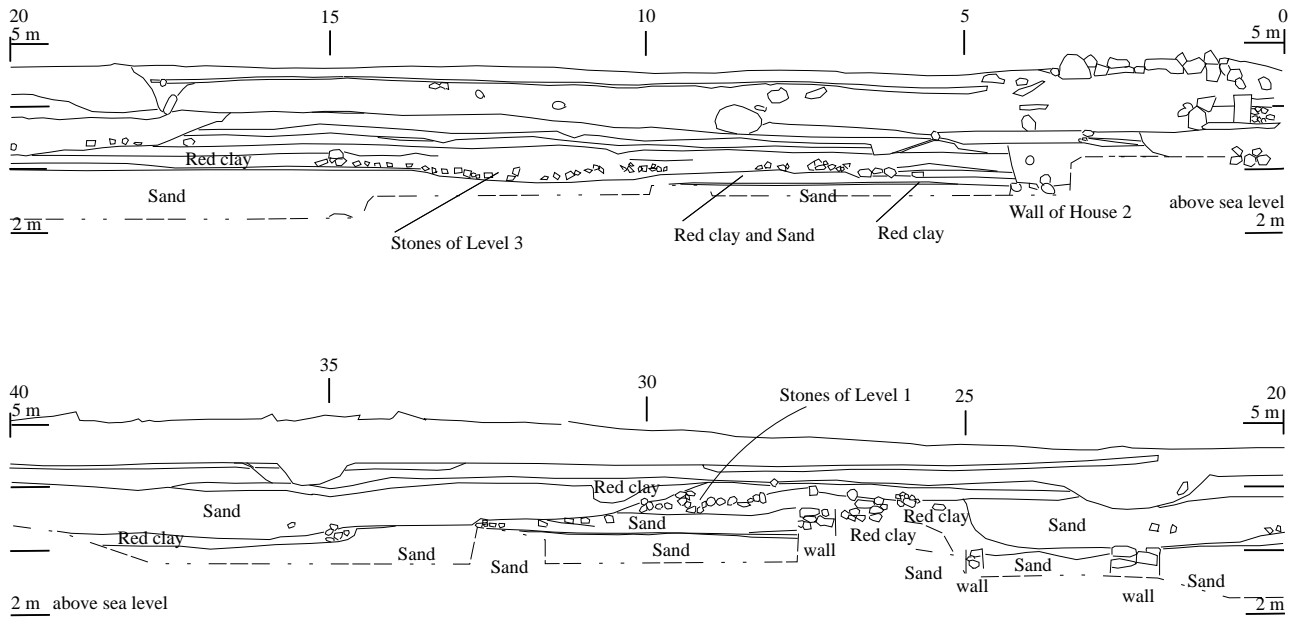 20 15 10 5 0
5 m 5 m
Red clay
Sand Sand
Wall of House 2 above sea level
2 m 2 m
Stones of Level 3 Red clay and Sand Red clay
40 35 30 25 20
5 m Stones of Level 1 5 m
Red clay
Sand Sand Red clay Sand
Red clay Red clay
Sand Sand wall Sand
Sand Sand wall Sand
wall
2 m above sea level 2 m